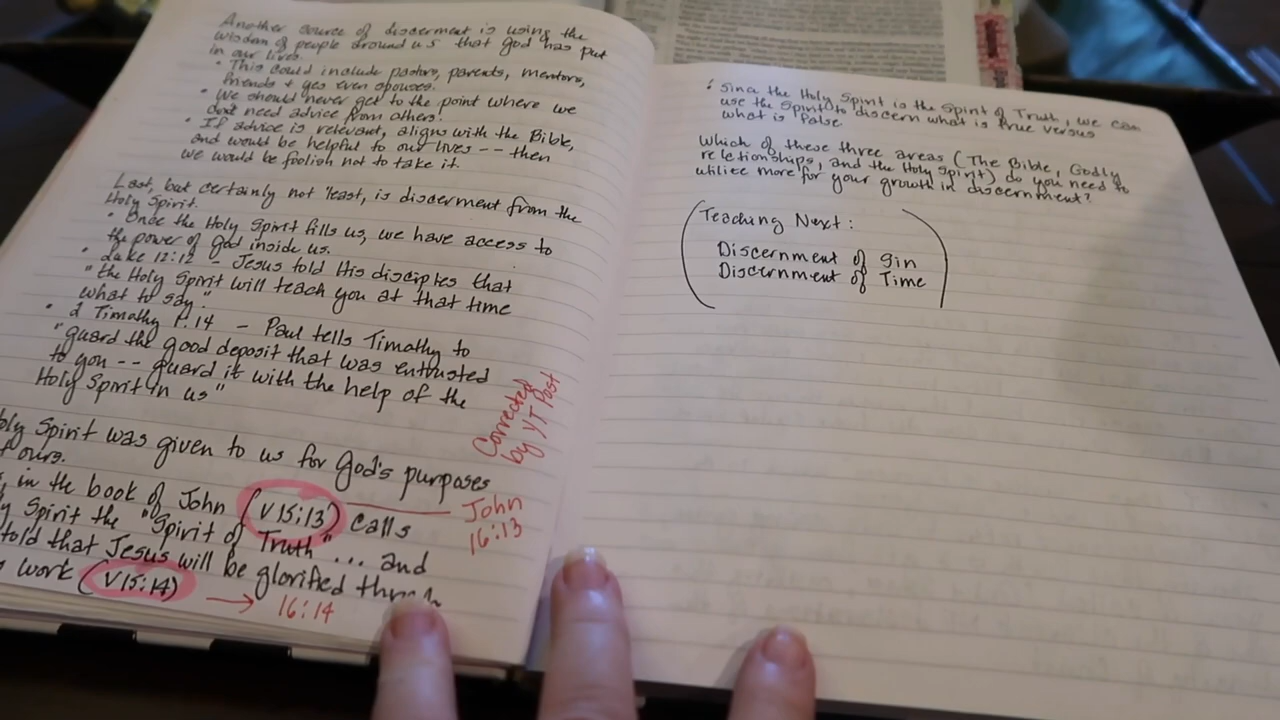 Another source of discerment is using the
wisdom of people around us that god has put
in our lives.
• This could include pastors, parents, mentors,
friends & yes even spouses.
• We should never get to the point where we
don't need advice from others.
• If advice is relevant, aligns with the Bible,
and would be helpful to our lives -- then
we would be foolish not to take it.
Last, but certainly not least, is discerment from the
Holy Spirit.
• Once the Holy Spirit fills us, we have access to
the power of god inside us.
• Luke 12:12 - Jesus told His disciples that
"the Holy Spirit will teach you at that time
what to say"
• 2 Timothy 1:14 - Paul tells Timothy to
"guard the good deposit that was entrusted
to you -- guard it with the help of the
Holy Spirit in us"
Corrected
by YT Post
oly Spirit was given to us for God's purposes
f ours.
in the book of John (v 15:13) calls
John
16:13
y Spirit the "Spirit of Truth" ... and
told that Jesus will be glorified
work (v 15:14) → 16:14
: Since the Holy Spirit is the Spirit of Truth, we can
use the Spirit to discern what is true versus
what is false
Which of these three areas (The Bible, Godly
reletionships, and the Holy Spirit) do you need to
utilize more for your growth in discernment?
(Teaching Next:
Discernment of Sin
Discernment of Time)